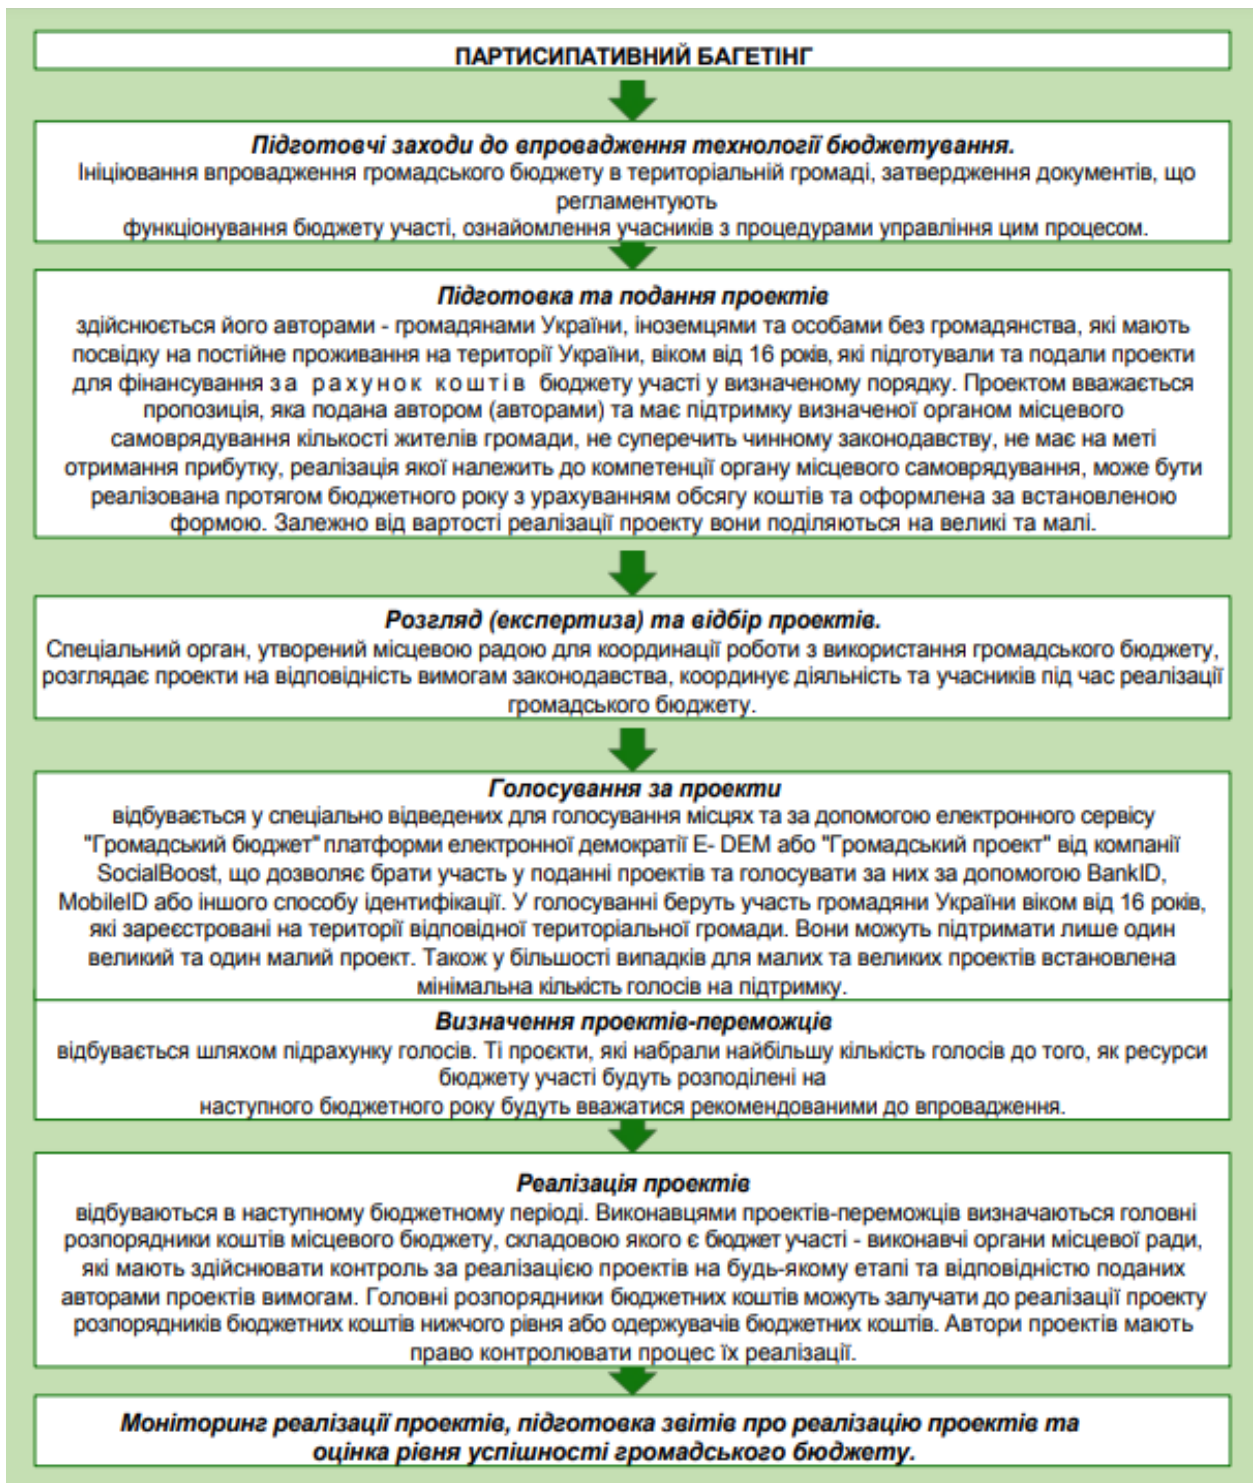 ПАРТИСИПАТИВНИЙ БАГЕТІНГ
Підготовчі заходи до впровадження технології бюджетування.
Ініціювання впровадження громадського бюджету в територіальній громаді, затвердження документів, що
регламентують
функціонування бюджету участі, ознайомлення учасників з процедурами управління цим процесом.
Підготовка та подання проектів
здійснюється його авторами - громадянами України, іноземцями та особами без громадянства, які мають
посвідку на постійне проживання на території України, віком від 16 років, які підготували та подали проекти
для фінансування за рахунок коштів бюджету участі у визначеному порядку. Проектом вважається
пропозиція, яка подана автором (авторами) та має підтримку визначеної органом місцевого
самоврядування кількості жителів громади, не суперечить чинному законодавству, не має на меті
отримання прибутку, реалізація якої належить до компетенції органу місцевого самоврядування, може бути
реалізована протягом бюджетного року з урахуванням обсягу коштів та оформлена за встановленою
формою. Залежно від вартості реалізації проекту вони поділяються на великі та малі.
Розгляд (експертиза) та відбір проектів.
Спеціальний орган, утворений місцевою радою для координації роботи з використання громадського бюджету,
розглядає проекти на відповідність вимогам законодавства, координує діяльність та учасників під час реалізації
громадського бюджету.
Голосування за проекти
відбувається у спеціально відведених для голосування місцях та за допомогою електронного сервісу
"Громадський бюджет" платформи електронної демократії E- DEM або "Громадський проект" від компанії
SocialBoost, що дозволяє брати участь у поданні проектів та голосувати за них за допомогою BankID,
MobileID або іншого способу ідентифікації. У голосуванні беруть участь громадяни України віком від 16 років,
які зареєстровані на території відповідної територіальної громади. Вони можуть підтримати лише один
великий та один малий проект. Також у більшості випадків для малих та великих проектів встановлена
мінімальна кількість голосів на підтримку.
Визначення проектів-переможців
відбувається шляхом підрахунку голосів. Ті проєкти, які набрали найбільшу кількість голосів до того, як ресурси
бюджету участі будуть розподілені на
наступного бюджетного року будуть вважатися рекомендованими до впровадження.
Реалізація проектів
відбуваються в наступному бюджетному періоді. Виконавцями проектів-переможців визначаються головні
розпорядники коштів місцевого бюджету, складовою якого є бюджет участі - виконавчі органи місцевої ради,
які мають здійснювати контроль за реалізацією проектів на будь-якому етапі та відповідністю поданих
авторами проектів вимогам. Головні розпорядники бюджетних коштів можуть залучати до реалізації проекту
розпорядників бюджетних коштів нижчого рівня або одержувачів бюджетних коштів. Автори проектів мають
право контролювати процес їх реалізації.
Моніторинг реалізації проектів, підготовка звітів про реалізацію проектів та
оцінка рівня успішності громадського бюджету.